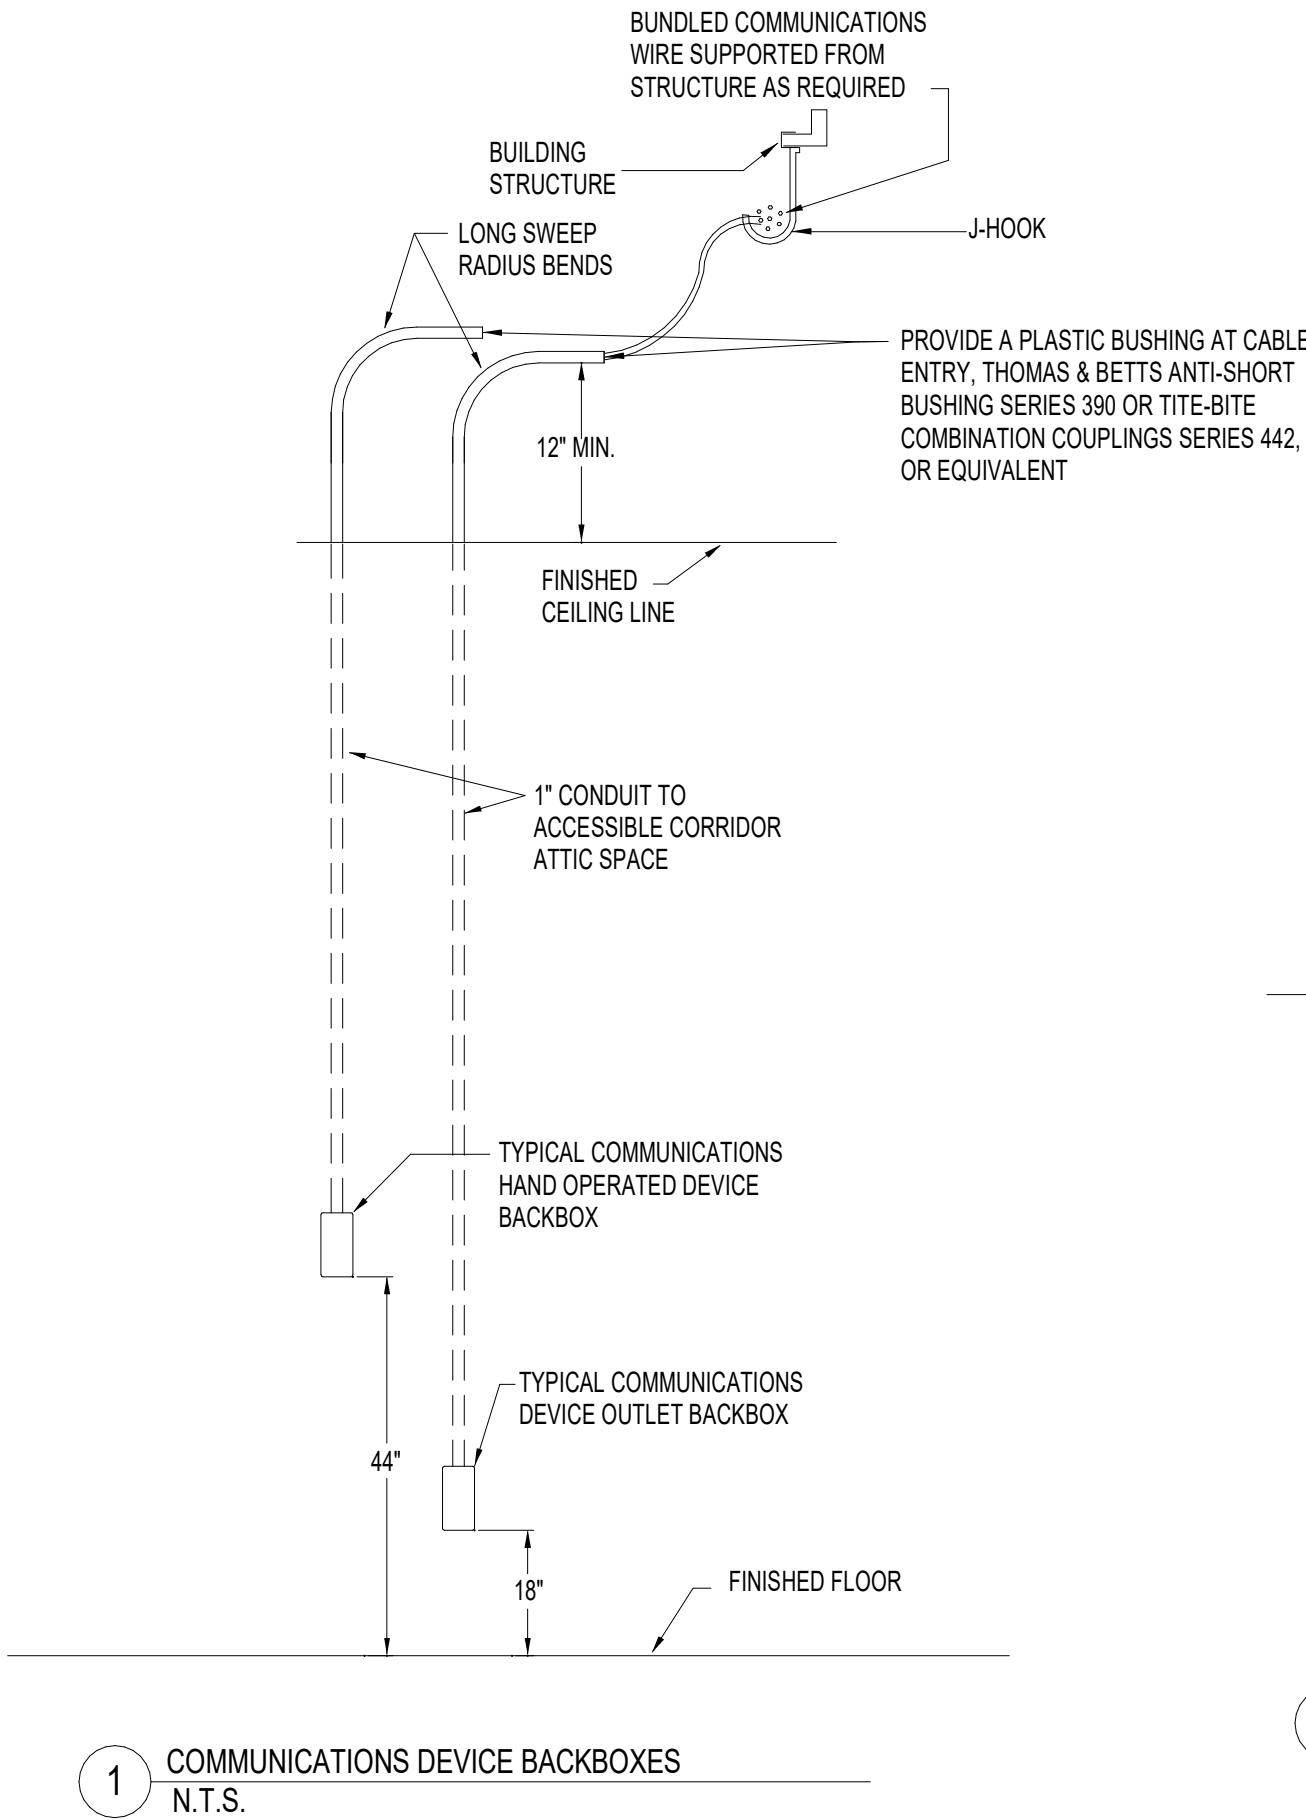 BUNDLED COMMUNICATIONS
WIRE SUPPORTED FROM
STRUCTURE AS REQUIRED
BUILDING
STRUCTURE
J-HOOK
LONG SWEEP
RADIUS BENDS
PROVIDE A PLASTIC BUSHING AT CABLE
ENTRY, THOMAS & BETTS ANTI-SHORT
BUSHING SERIES 390 OR TITE-BITE
COMBINATION COUPLINGS SERIES 442,
OR EQUIVALENT
12" MIN.
FINISHED
CEILING LINE
1" CONDUIT TO
ACCESSIBLE CORRIDOR
ATTIC SPACE
TYPICAL COMMUNICATIONS
HAND OPERATED DEVICE
BACKBOX
TYPICAL COMMUNICATIONS
DEVICE OUTLET BACKBOX
44"
18"
FINISHED FLOOR
1
COMMUNICATIONS DEVICE BACKBOXES
N.T.S.